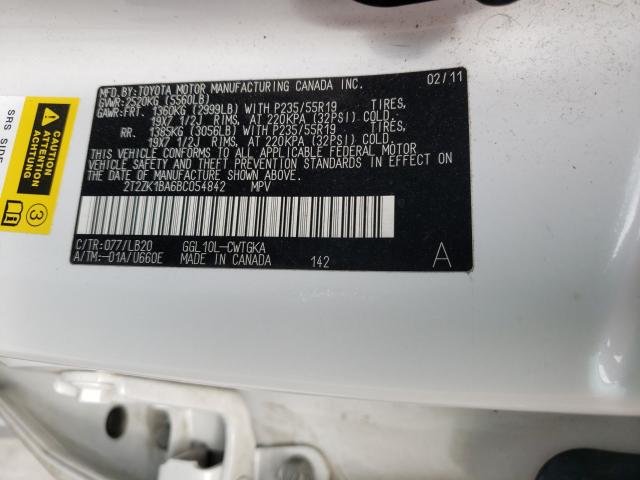 MFD.BY:TOYOTA MOTOR MANUFACTURING CANADA INC. 02/11
GVWR:2520KG (5560LB)
GAWR:FRT. 1360KG (2999LB) WITH P235/55R19 TIRES,
19X7 1/2J RIMS, AT 220KPA (32PSI) COLD.
RR. 1385KG (3056LB) WITH P235/55R19 TIRES,
19X7 1/2J RIMS, AT 220KPA (32PSI) COLD.
THIS VEHICLE CONFORMS TO ALL APPLICABLE FEDERAL MOTOR
VEHICLE SAFETY AND THEFT PREVENTION STANDARDS IN EFFECT ON
THE DATE OF MANUFACTURE SHOWN ABOVE.
2T2ZK1BA6BC054842 MPV
C/TR:077/LB20 GGL10L-CWTGKA
A/TM:-01A/U660E MADE IN CANADA 142 A
SRS SIDE
CAUTION
ATTENTION
ACHTUNG
3
i